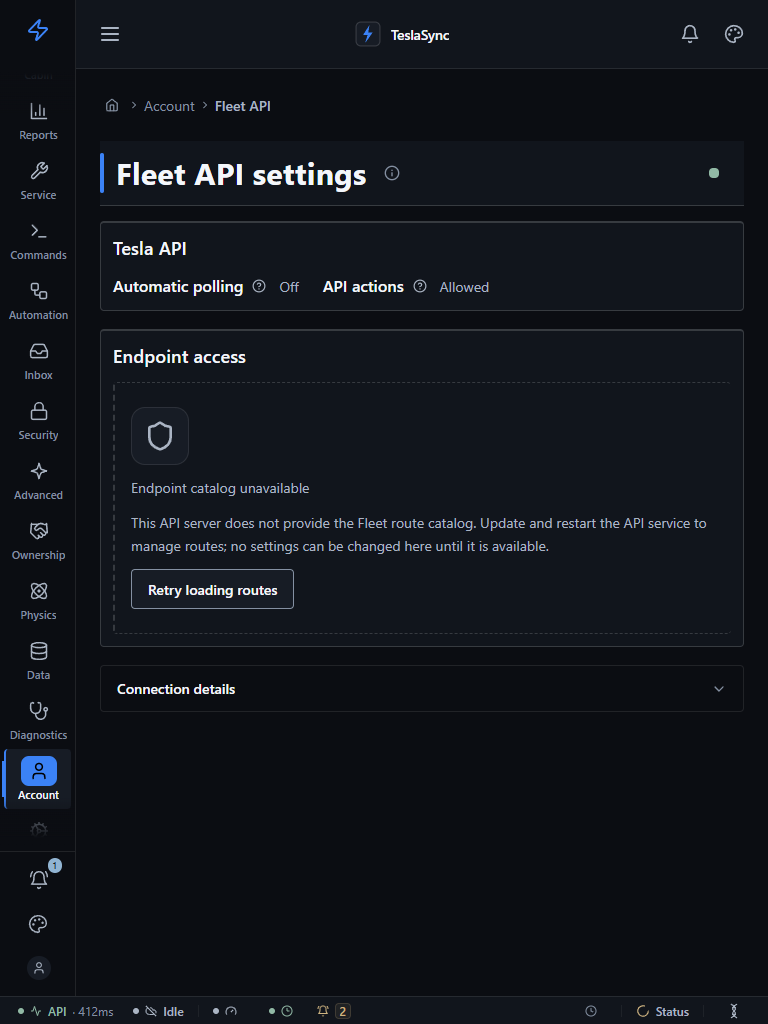 TeslaSync
Reports
Service
Commands
Automation
Inbox
Security
Advanced
Ownership
Physics
Data
Diagnostics
Account
1
Account
Fleet API
Fleet API settings
Tesla API
Automatic polling Off API actions Allowed
Endpoint access
Endpoint catalog unavailable
This API server does not provide the Fleet route catalog. Update and restart the API service to
manage routes; no settings can be changed here until it is available.
Retry loading routes
Connection details
API · 412ms Idle 2 Status